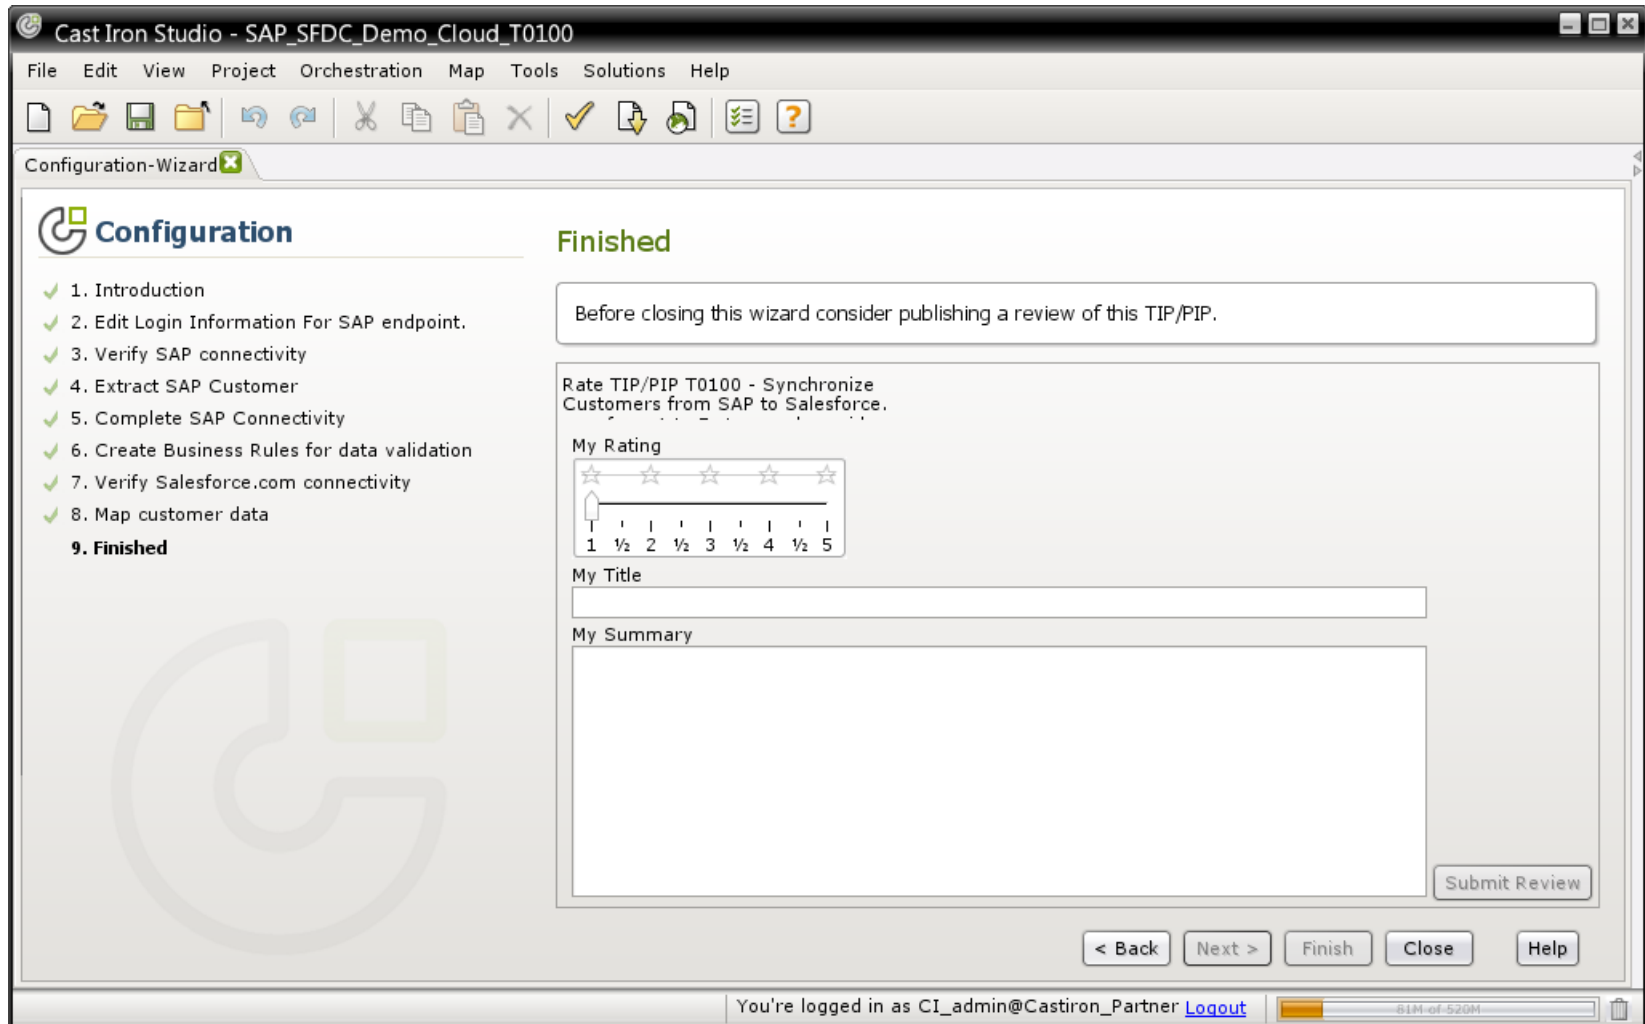 Cast Iron Studio - SAP_SFDC_Demo_Cloud_T0100
File Edit View Project Orchestration Map Tools Solutions Help
Configuration-Wizard
Configuration
1. Introduction
2. Edit Login Information For SAP endpoint.
3. Verify SAP connectivity
4. Extract SAP Customer
5. Complete SAP Connectivity
6. Create Business Rules for data validation
7. Verify Salesforce.com connectivity
8. Map customer data
9. Finished
Finished
Before closing this wizard consider publishing a review of this TIP/PIP.
Rate TIP/PIP T0100 - Synchronize
Customers from SAP to Salesforce.
My Rating
1 ½ 2 ½ 3 ½ 4 ½ 5
My Title
My Summary
Submit Review
< Back Next > Finish Close Help
You're logged in as CI_admin@Castiron_Partner Logout 81M of 520M